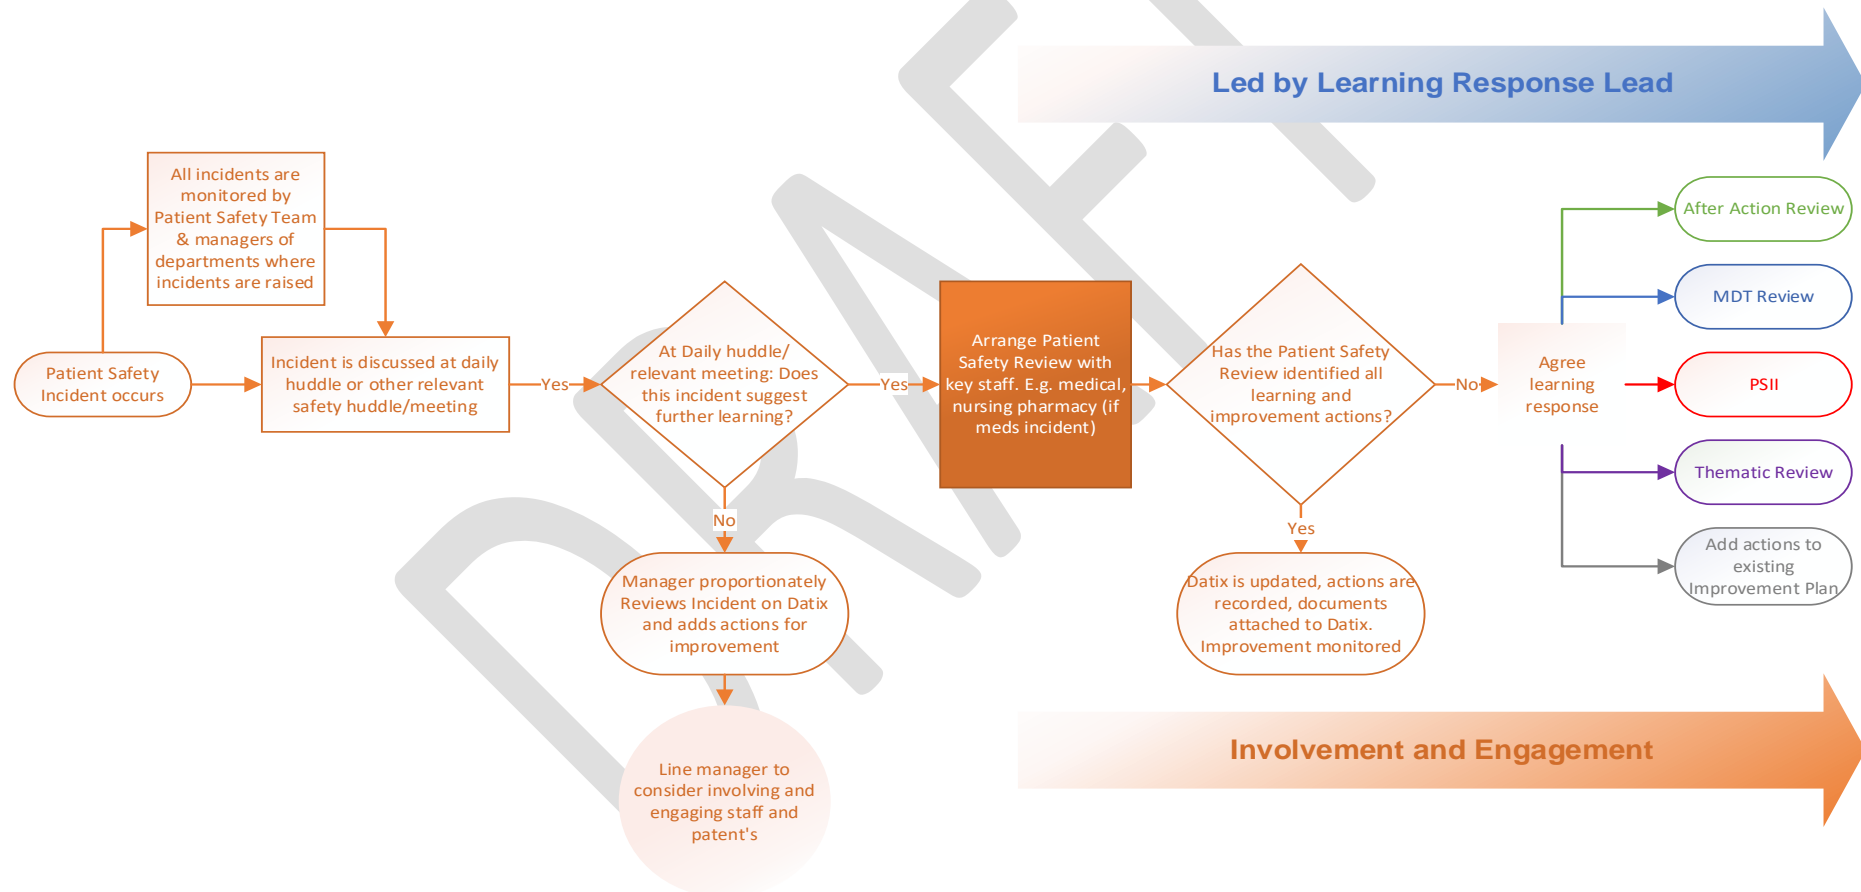 Led by Learning Response Lead
All incidents are
monitored by
Patient Safety Team
& managers of
departments where
incidents are raised
Patient Safety
Incident occurs
Incident is discussed at daily
huddle or other relevant
safety huddle/meeting
Yes
At Daily huddle/
relevant meeting: Does
this incident suggest
further learning?
Yes
No
Manager proportionately
Reviews Incident on Datix
and adds actions for
improvement
Line manager to
consider involving and
engaging staff and
patent's
Arrange Patient
Safety Review with
key staff. E.g. medical,
nursing pharmacy (if
meds incident)
Has the Patient Safety
Review identified all
learning and
improvement actions?
Yes
Datix is updated, actions are
recorded, documents
attached to Datix.
Improvement monitored
No
Agree
learning
response
After Action Review
MDT Review
PSII
Thematic Review
Add actions to
existing
Improvement Plan
Involvement and Engagement
DRAFT